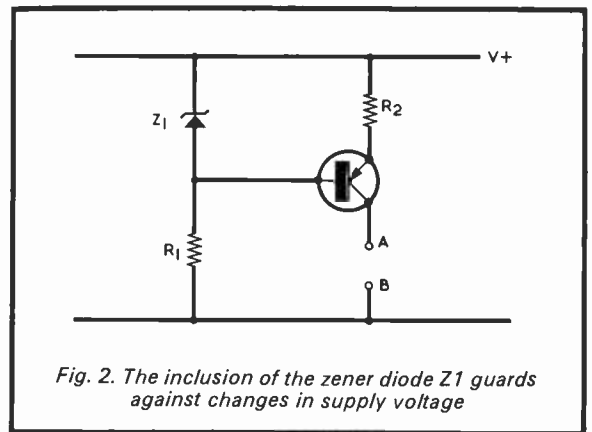 V+
Z1
R2
R1
A
B
Fig. 2. The inclusion of the zener diode Z1 guards
against changes in supply voltage